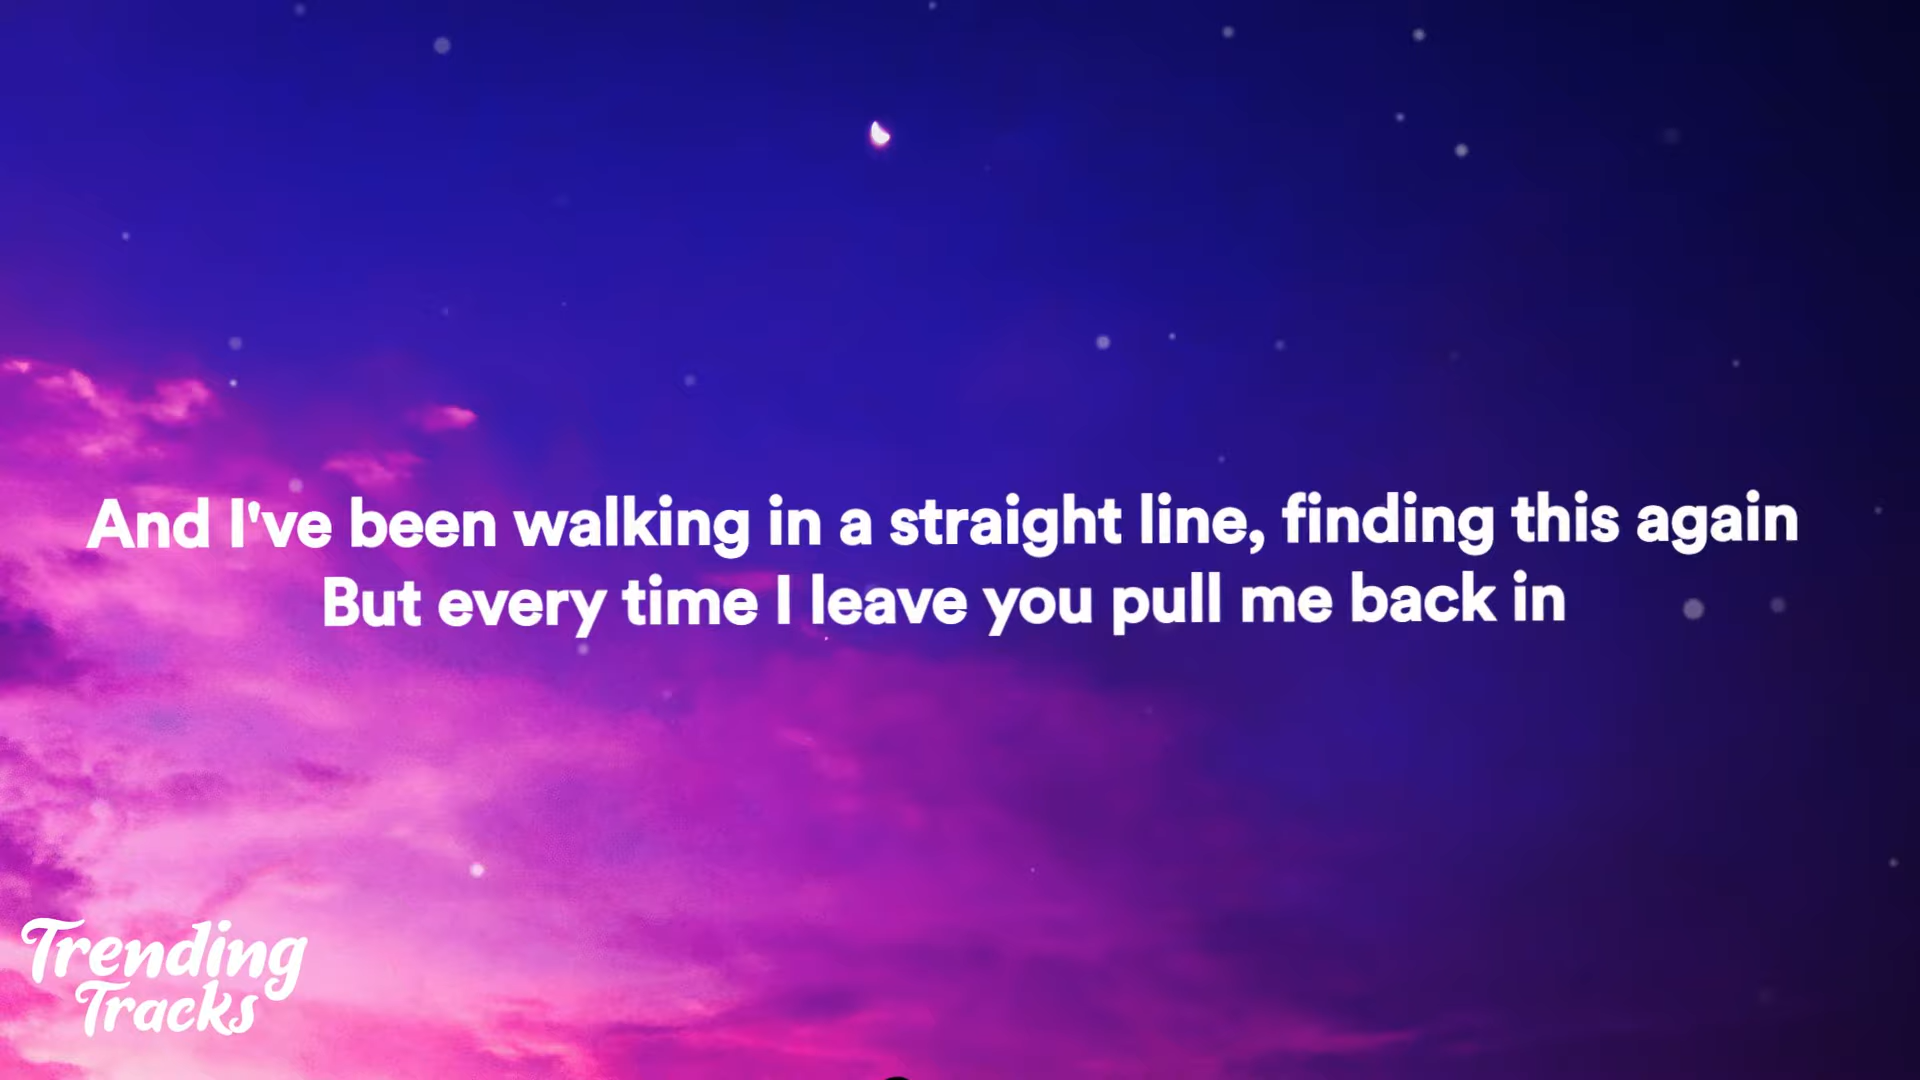 And I've been walking in a straight line, finding this again
But every time I leave you pull me back in
Trending
Tracks